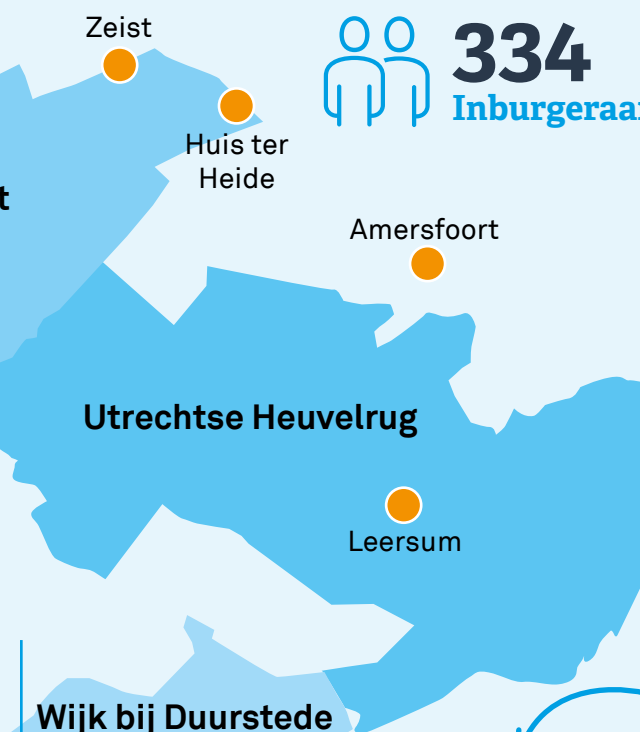 Zeist
334
Inburgeraa
Huis ter
Heide
t
Amersfoort
Utrechtse Heuvelrug
Leersum
Wijk bij Duurstede